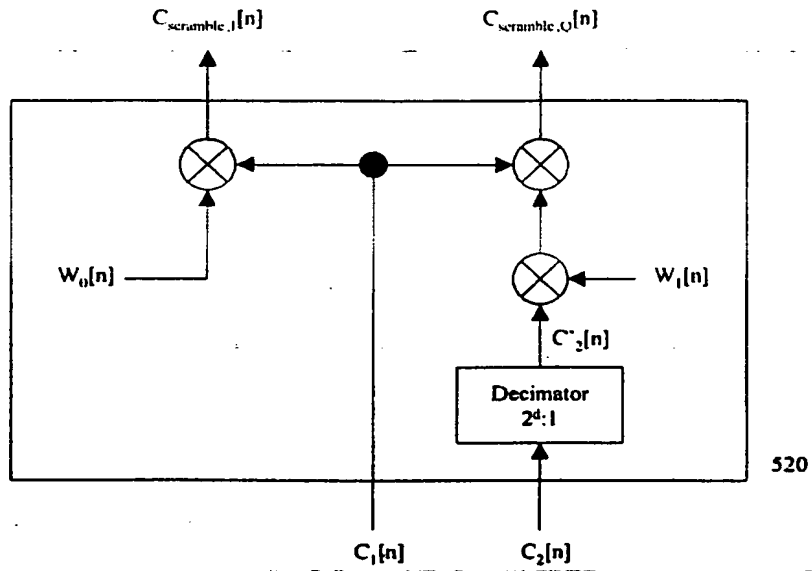 C_scramble,I[n] C_scramble,Q[n]
W_0[n] W_1[n]
C''_2[n]
Decimator
2^d:1
520
C_1[n] C_2[n]